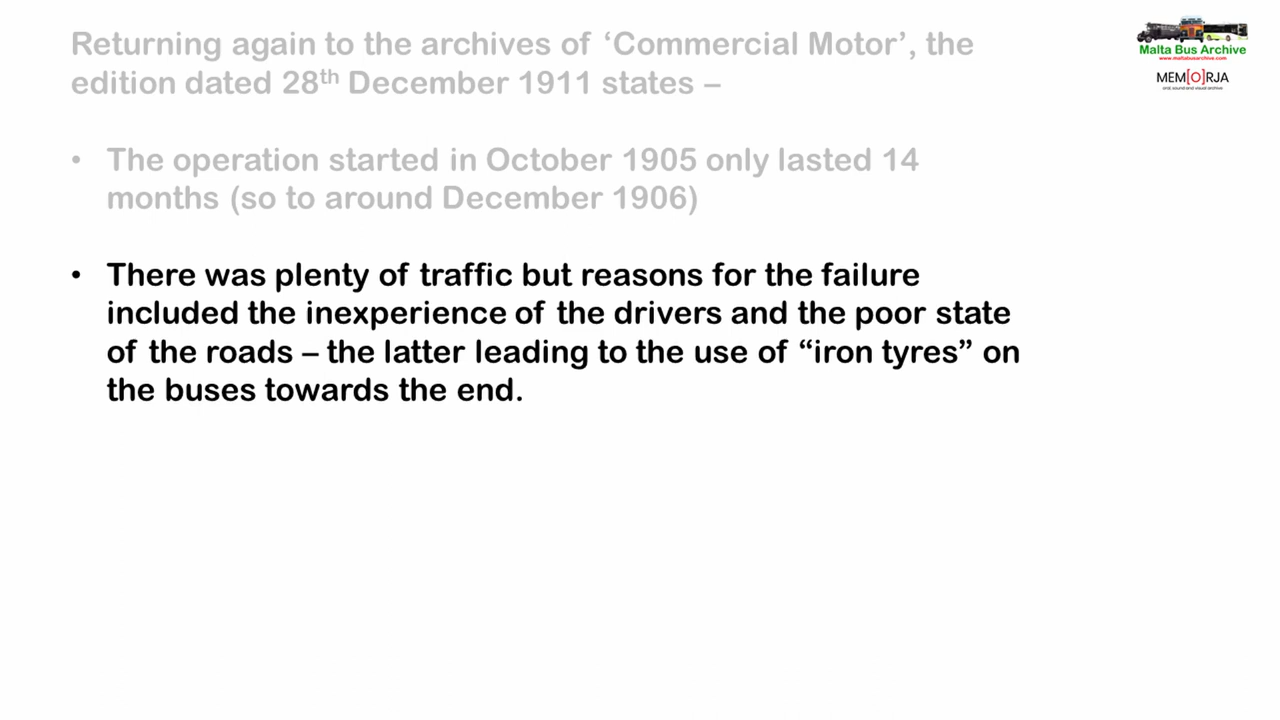 Returning again to the archives of ‘Commercial Motor’, the
edition dated 28th December 1911 states –
• The operation started in October 1905 only lasted 14
months (so to around December 1906)
• There was plenty of traffic but reasons for the failure
included the inexperience of the drivers and the poor state
of the roads – the latter leading to the use of “iron tyres” on
the buses towards the end.
Malta Bus Archive
www.maltabusarchive.com
MEM[O]RJA
oral, sound and visual archive